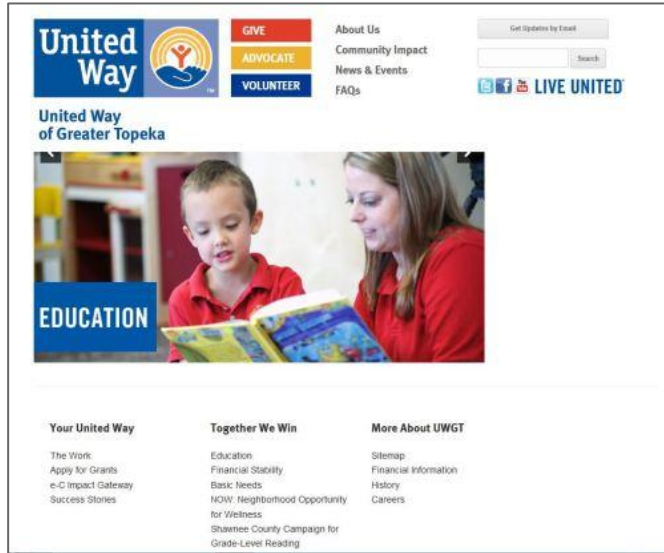 United
Way
United Way
of Greater Topeka
GIVE
ADVOCATE
VOLUNTEER
About Us
Community Impact
News & Events
FAQs
Get Updates by Email
Search
LIVE UNITED
EDUCATION
Your United Way
The Work
Apply for Grants
e-C Impact Gateway
Success Stories
Together We Win
Education
Financial Stability
Basic Needs
NOW: Neighborhood Opportunity
for Wellness
Shawnee County Campaign for
Grade-Level Reading
More About UWGT
Sitemap
Financial Information
History
Careers